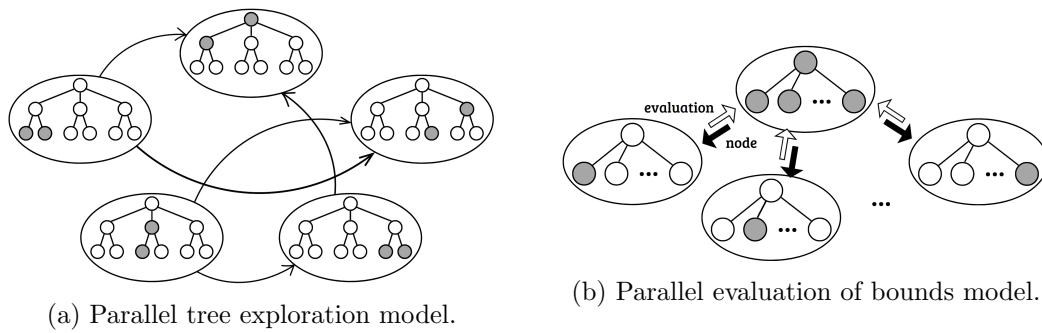 evaluation
node
...
...
...
...
...
(a) Parallel tree exploration model.
(b) Parallel evaluation of bounds model.